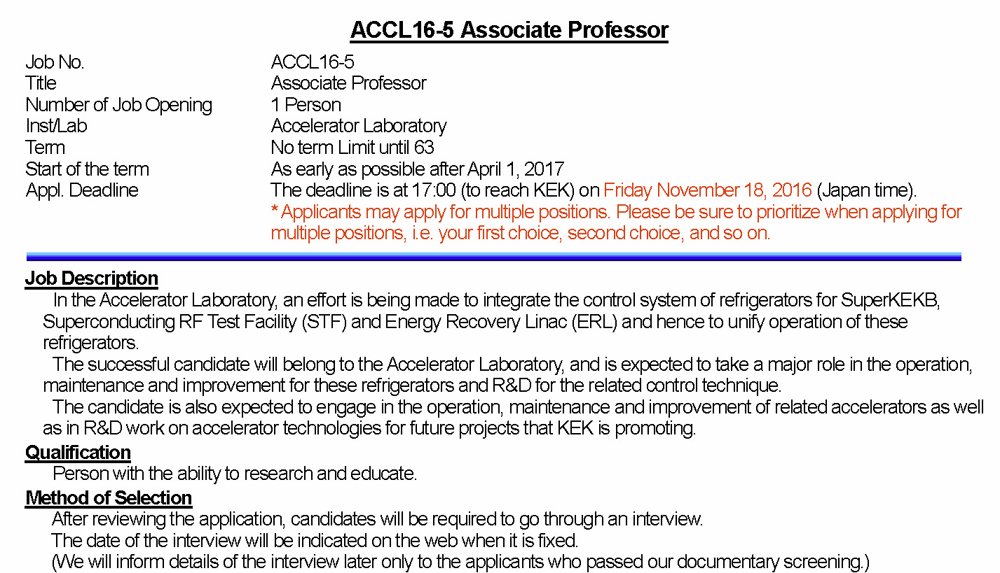 ACCL16-5 Associate Professor
Job No. ACCL16-5
Title Associate Professor
Number of Job Opening 1 Person
Inst/Lab Accelerator Laboratory
Term No term Limit until 63
Start of the term As early as possible after April 1, 2017
Appl. Deadline The deadline is at 17:00 (to reach KEK) on Friday November 18, 2016 (Japan time).
* Applicants may apply for multiple positions. Please be sure to prioritize when applying for
multiple positions, i.e. your first choice, second choice, and so on.
Job Description
In the Accelerator Laboratory, an effort is being made to integrate the control system of refrigerators for SuperKEKB,
Superconducting RF Test Facility (STF) and Energy Recovery Linac (ERL) and hence to unify operation of these
refrigerators.
The successful candidate will belong to the Accelerator Laboratory, and is expected to take a major role in the operation,
maintenance and improvement for these refrigerators and R&D for the related control technique.
The candidate is also expected to engage in the operation, maintenance and improvement of related accelerators as well
as in R&D work on accelerator technologies for future projects that KEK is promoting.
Qualification
Person with the ability to research and educate.
Method of Selection
After reviewing the application, candidates will be required to go through an interview.
The date of the interview will be indicated on the web when it is fixed.
(We will inform details of the interview later only to the applicants who passed our documentary screening.)